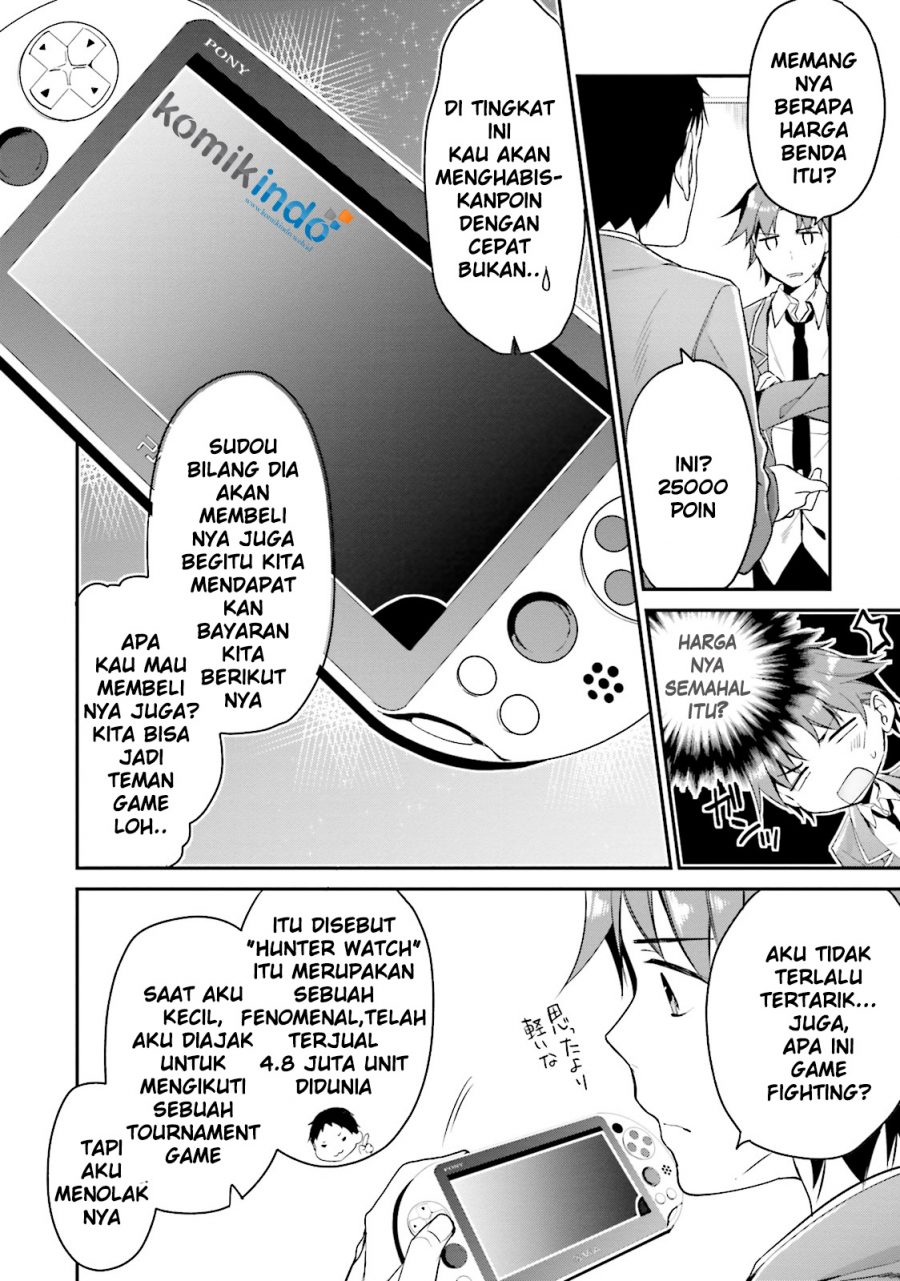 MEMANG
NYA
BERAPA
HARGA
BENDA
ITU?
INI?
25000
POIN
HARGA
NYA
SEMAHAL
ITU?
ガーンッ
DI TINGKAT
INI
KAU AKAN
MENGHABIS-
KANPOIN
DENGAN
CEPAT
BUKAN..
PONY
komikindo
SUDOU
BILANG DIA
AKAN
MEMBELI
NYA JUGA
BEGITU KITA
MENDAPAT
KAN
BAYARAN
KITA
BERIKUT
NYA
APA
KAU MAU
MEMBELI
NYA JUGA?
KITA BISA
JADI
TEMAN
GAME
LOH..
AKU TIDAK
TERLALU
TERTARIK...
JUGA,
APA INI
GAME
FIGHTING?
思ったより
軽いな
PONY
ITU DISEBUT
"HUNTER WATCH"
ITU MERUPAKAN
SEBUAH
FENOMENAL,TELAH
TERJUAL
4.8 JUTA UNIT
DIDUNIA
SAAT AKU
KECIL,
AKU DIAJAK
UNTUK
MENGIKUTI
SEBUAH
TOURNAMENT
GAME
TAPI
AKU
MENOLAK
NYA